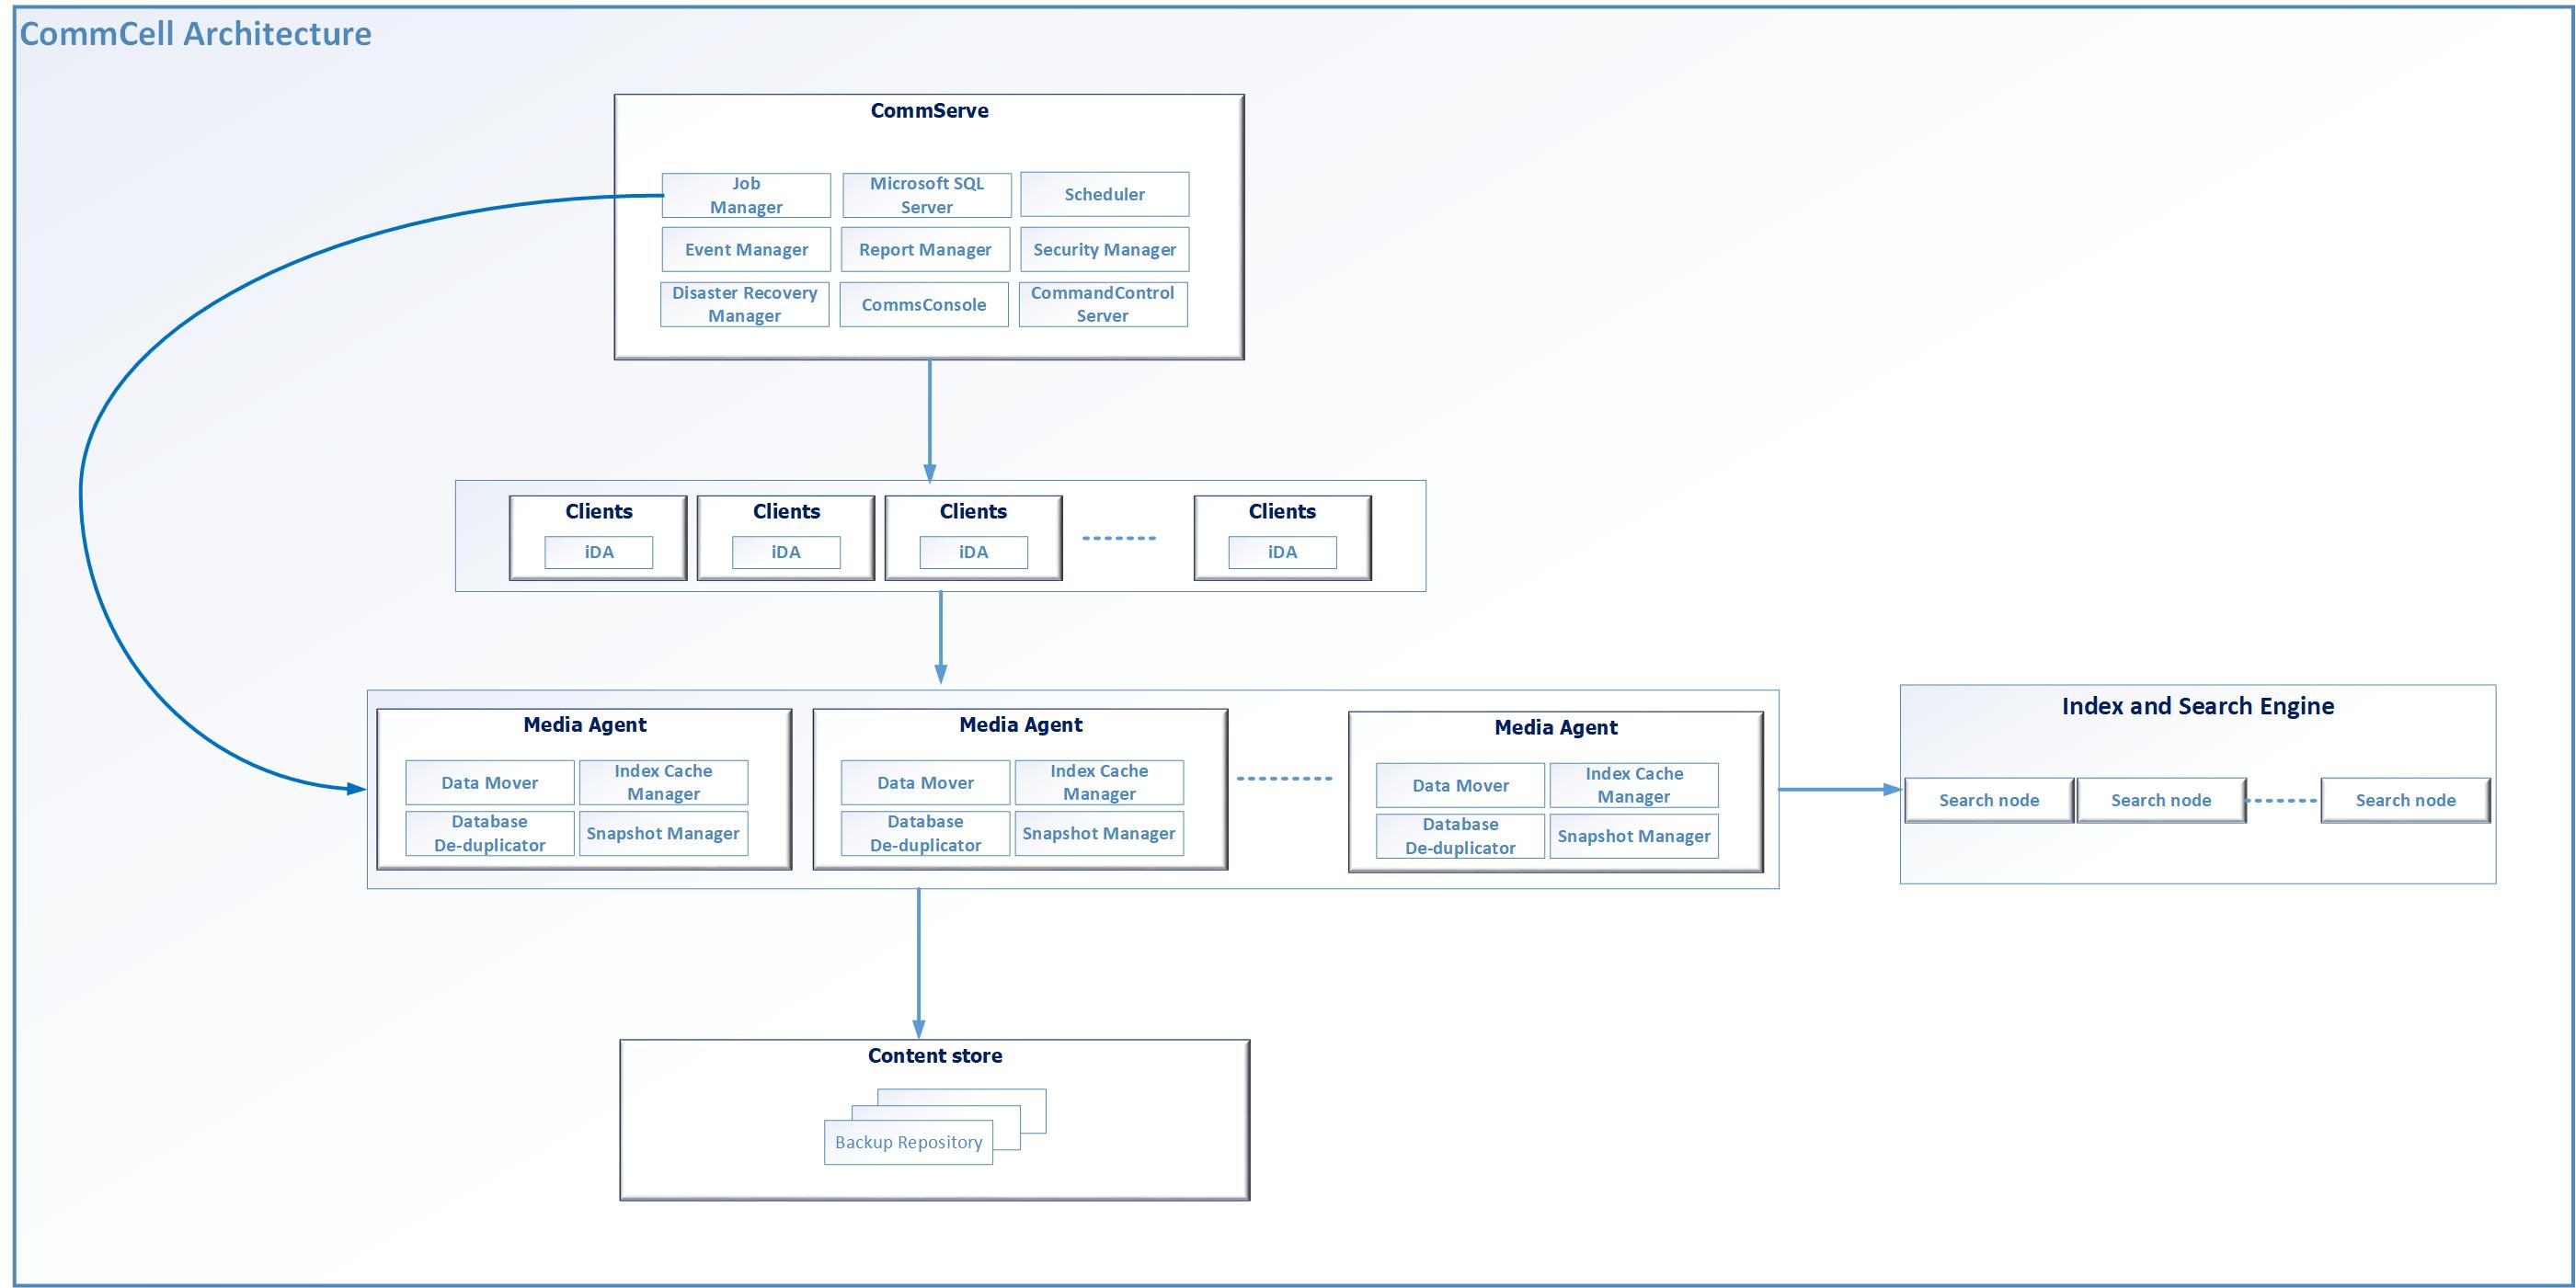 CommCell Architecture
CommServe
Job
Manager
Microsoft SQL
Server
Scheduler
Event Manager
Report Manager
Security Manager
Disaster Recovery
Manager
CommsConsole
CommandControl
Server
Clients
iDA
Clients
iDA
Clients
iDA
Clients
iDA
Media Agent
Data Mover
Index Cache
Manager
Database
De-duplicator
Snapshot Manager
Media Agent
Data Mover
Index Cache
Manager
Database
De-duplicator
Snapshot Manager
Media Agent
Data Mover
Index Cache
Manager
Database
De-duplicator
Snapshot Manager
Index and Search Engine
Search node
Search node
Search node
Content store
Backup Repository